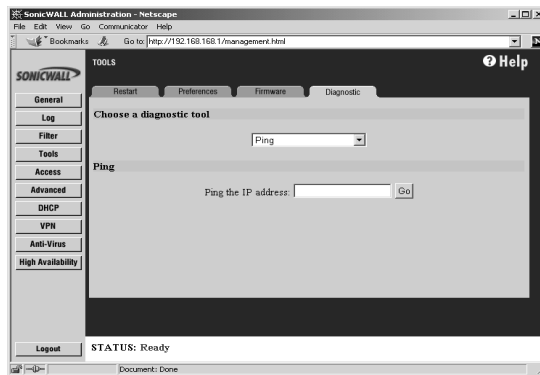 SonicWALL Administration - Netscape
File Edit View Go Communicator Help
Bookmarks Go to: http://192.168.168.1/management.html
SONICWALL
TOOLS
Help
Restart Preferences Firmware Diagnostic
General
Log
Filter
Tools
Access
Advanced
DHCP
VPN
Anti-Virus
High Availability
Logout
Choose a diagnostic tool
Ping
Ping
Ping the IP address: Go
STATUS: Ready
Document: Done